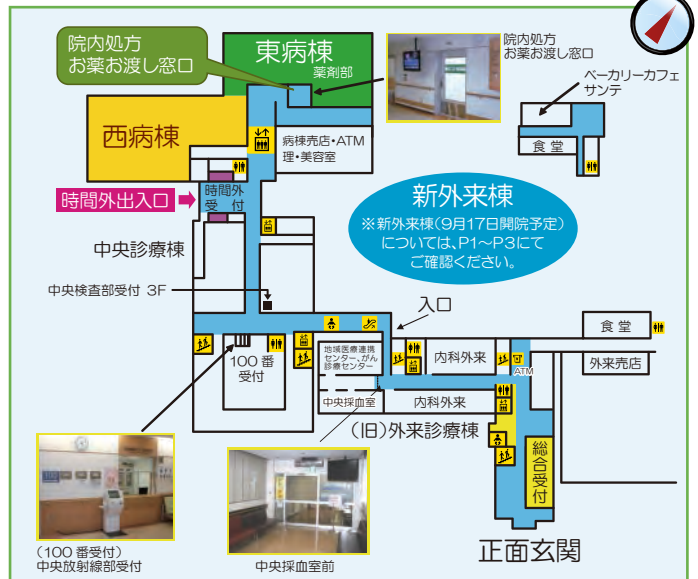 院内処方
お薬お渡し窓口
東病棟
薬剤部
院内処方
お薬お渡し窓口
ベーカリーカフェ
サンテ
食堂
西病棟
病棟売店・ATM
理・美容室
時間外出入口
時間外
受付
新外来棟
※新外来棟(9月17日開院予定)
については、P1～P3にて
ご確認ください。
中央診療棟
中央検査部受付 3F
入口
100番
受付
地域医療連携
センター、がん
診療センター
内科外来
ATM
食堂
外来売店
中央採血室
内科外来
(旧)外来診療棟
総合受付
正面玄関
(100番受付)
中央放射線部受付
中央採血室前